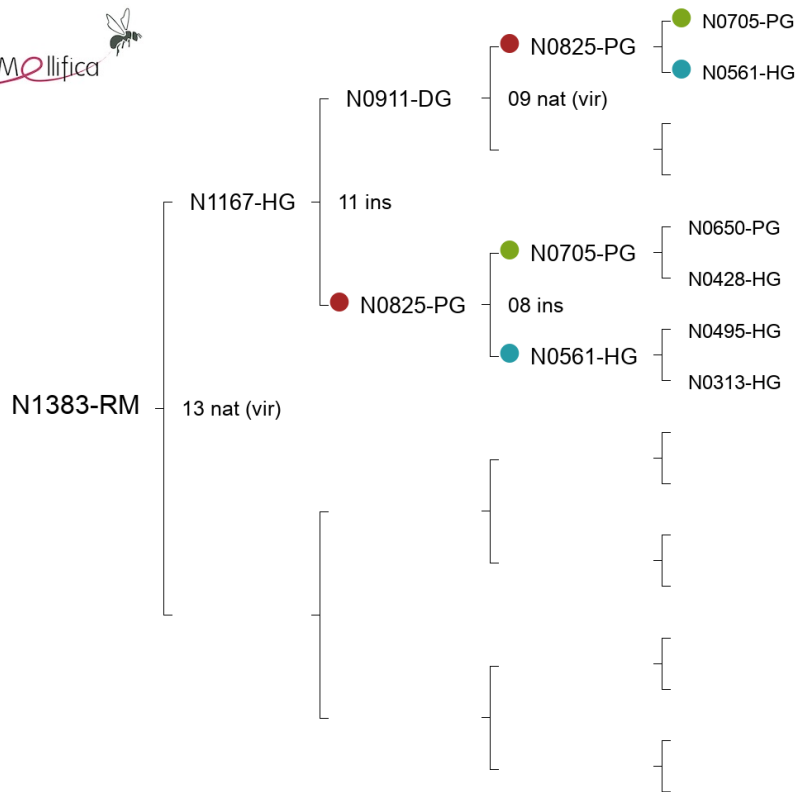 N0705-PG
N0825-PG
N0561-HG
Mellifica
N0911-DG
09 nat (vir)
N1167-HG
11 ins
N0650-PG
N0705-PG
N0428-HG
N0825-PG
08 ins
N0495-HG
N0561-HG
N0313-HG
N1383-RM
13 nat (vir)